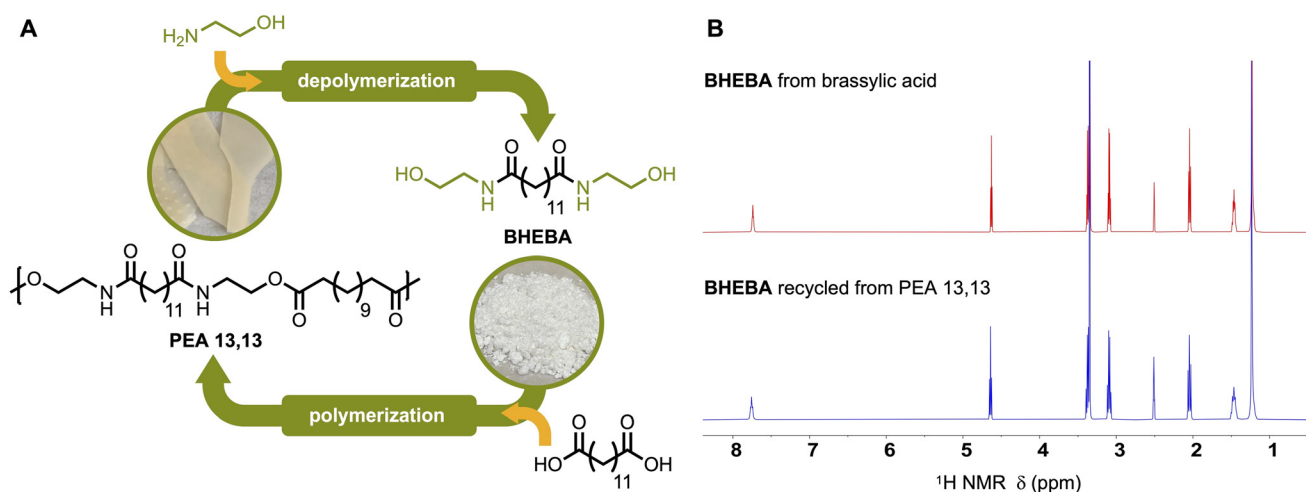 A
H₂N
OH
depolymerization
O
O
HO
N
H
11
N
H
OH
BHEBA
O
O
O
N
H
11
N
H
O
O
9
O
PEA 13,13
polymerization
O
O
HO
11
OH
B
BHEBA from brassylic acid
BHEBA recycled from PEA 13,13
8 7 6 5 4 3 2 1
¹H NMR δ (ppm)